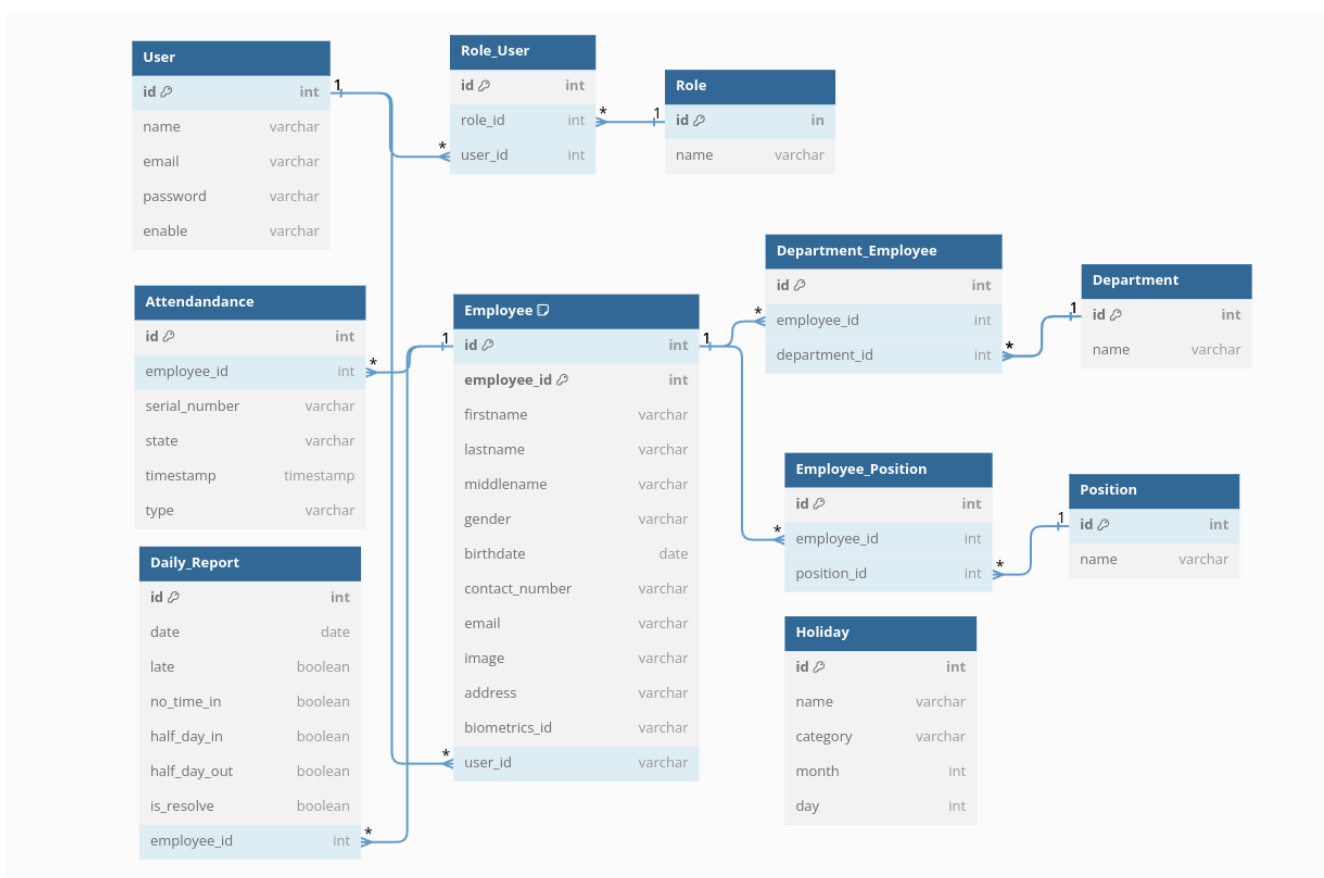 User
id int
name varchar
email varchar
password varchar
enable varchar
1
*
Role_User
id int
role_id int
user_id int
*
1
Role
id in
name varchar
Attendandance
id int
employee_id int
serial_number varchar
state varchar
timestamp timestamp
type varchar
*
1
Daily_Report
id int
date date
late boolean
no_time_in boolean
half_day_in boolean
half_day_out boolean
is_resolve boolean
employee_id int
*
Employee
id int
employee_id int
firstname varchar
lastname varchar
middlename varchar
gender varchar
birthdate date
contact_number varchar
email varchar
image varchar
address varchar
biometrics_id varchar
user_id varchar
*
1
*
Department_Employee
id int
employee_id int
department_id int
*
1
Department
id int
name varchar
*
Employee_Position
id int
employee_id int
position_id int
*
1
Position
id int
name varchar
Holiday
id int
name varchar
category varchar
month int
day int